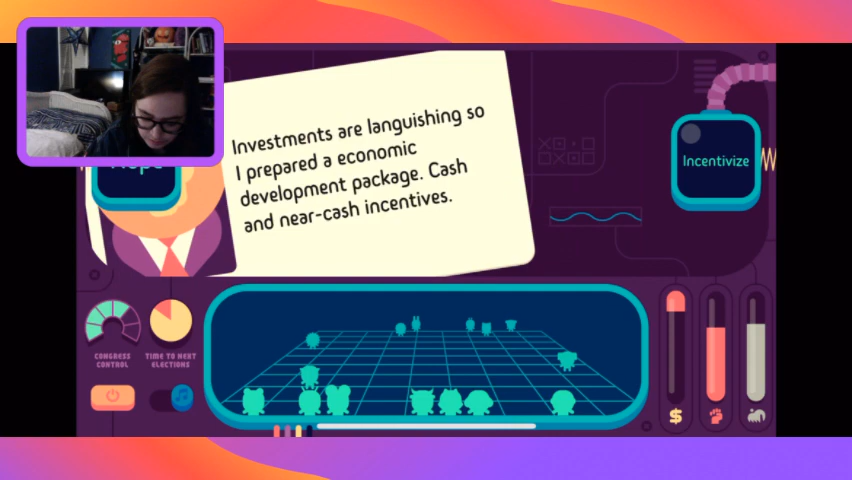 Investments are languishing so
I prepared a economic
development package. Cash
and near-cash incentives.
Incentivize
CONGRESS
CONTROL
TIME TO NEXT
ELECTIONS
$